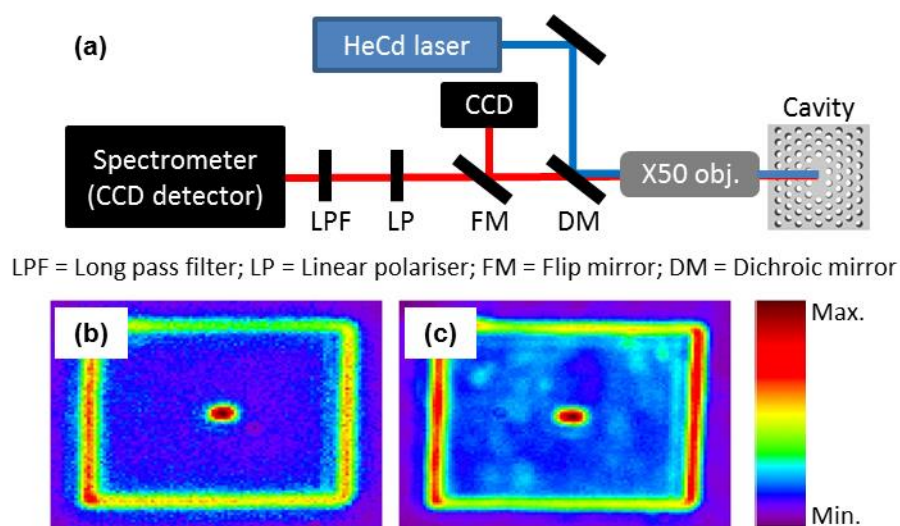 (a)
HeCd laser
CCD
Cavity
Spectrometer
(CCD detector)
X50 obj.
LPF
LP
FM
DM
LPF = Long pass filter; LP = Linear polariser; FM = Flip mirror; DM = Dichroic mirror
(b)
(c)
Max.
Min.